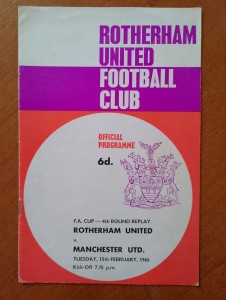 ROTHERHAM
UNITED
FOOTBALL
CLUB
OFFICIAL
PROGRAMME
6d.
F.A. CUP — 4th ROUND REPLAY
ROTHERHAM UNITED
v.
MANCHESTER UTD.
TUESDAY, 15th FEBRUARY, 1966
Kick-Off 7.15 p.m.